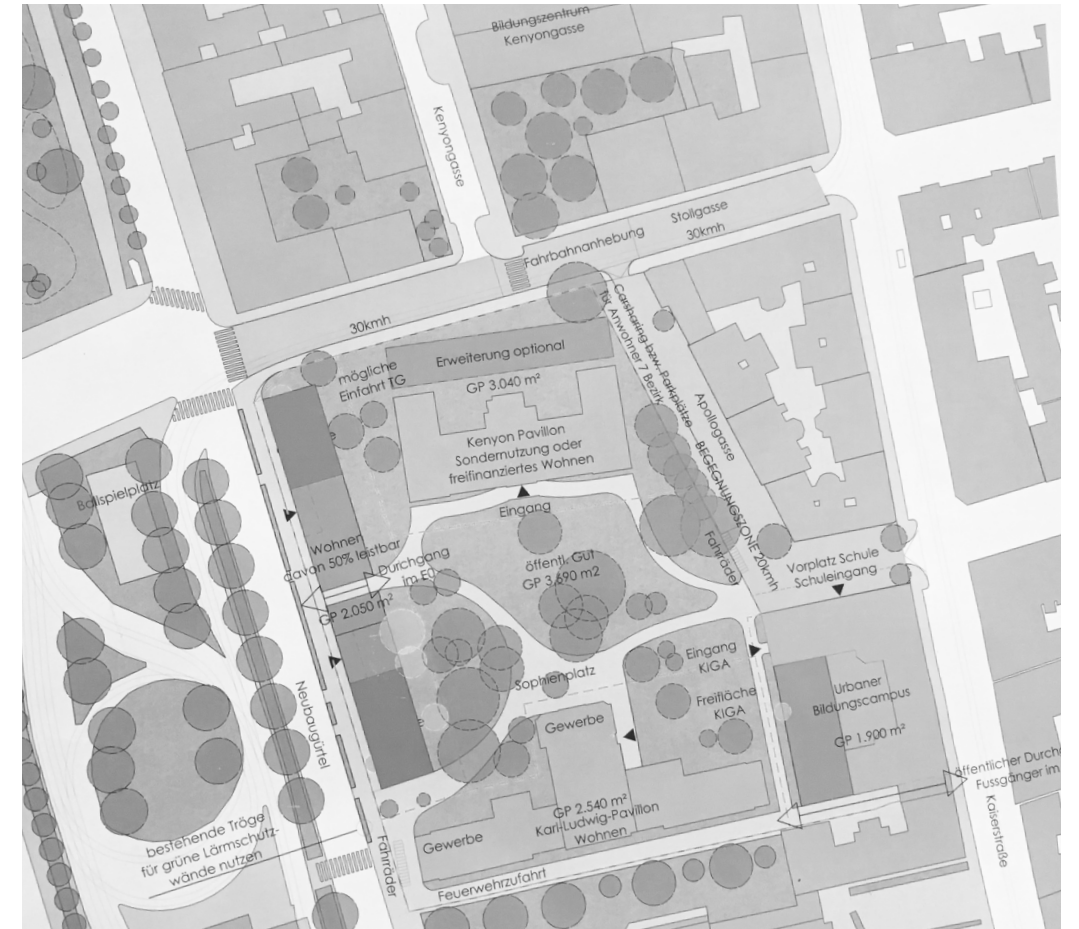 Bildungszentrum
Kenyongasse
Kenyongasse
Stollgasse
30kmh
Fahrbahnanhebung
30kmh
Carsharing bzw. Parkplätze
für Anwohner 7 Bezirk
Apollogasse
BEGEGNUNGSZONE 20kmh
Fahrräder
mögliche
Einfahrt TG
Erweiterung optional
GP 3.040 m²
Kenyon Pavillon
Sondernutzung oder
freifinanziertes Wohnen
Eingang
Ballspielplatz
Wohnen
davon 50% leistbar
Durchgang
im E0
GP 2.050 m²
öffentl. Gut
GP 3.690 m2
Vorplatz Schule
Schuleingang
Sophienplatz
Eingang
KIGA
Freifläche
KIGA
Urbaner
Bildungscampus
GP 1.900 m²
Neubaugürtel
Gewerbe
GP 2.540 m²
Karl-Ludwig-Pavillon
Wohnen
Gewerbe
öffentlicher Durch
Fussgänger im
Kaiserstraße
bestehende Tröge
für grüne Lärmschutz-
wände nutzen
Fahrräder
Feuerwehrzufahrt